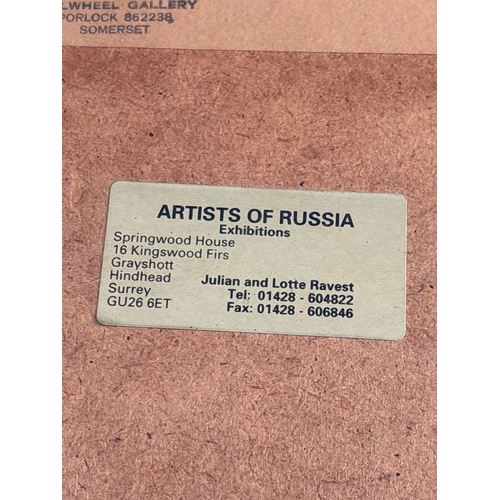 LWHEEL GALLERY
PORLOCK 862238
SOMERSET
ARTISTS OF RUSSIA
Exhibitions
Springwood House
16 Kingswood Firs
Grayshott
Hindhead
Surrey
GU26 6ET
Julian and Lotte Ravest
Tel: 01428 - 604822
Fax: 01428 - 606846